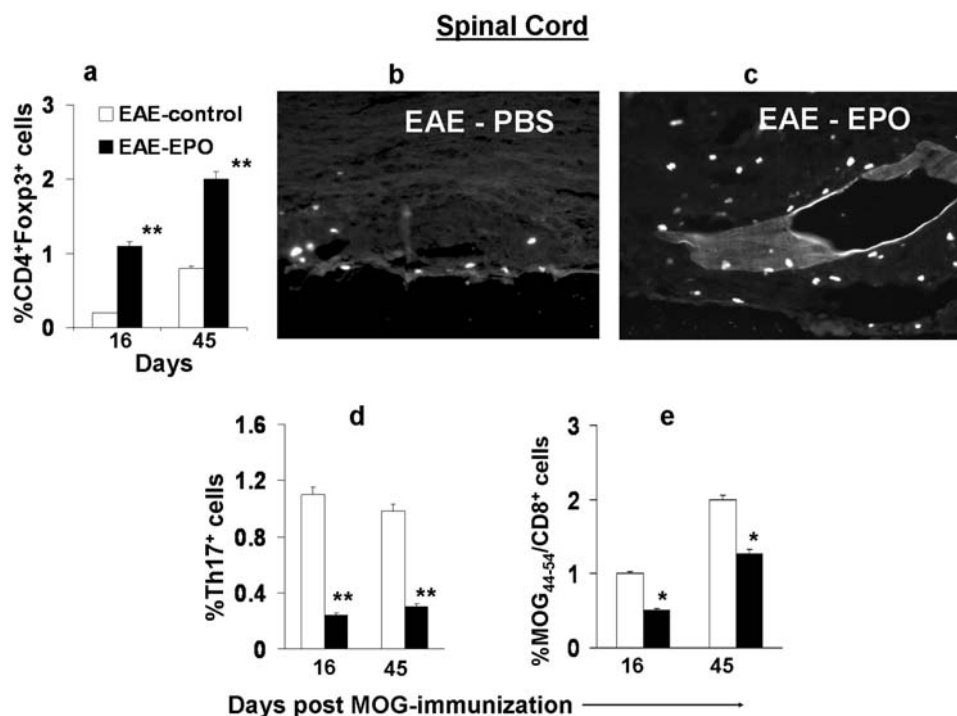 Spinal Cord
a
%CD4⁺Foxp3⁺ cells
3
2
1
0
EAE-control
EAE-EPO
**
**
16 45
Days
b
EAE - PBS
c
EAE - EPO
d
%Th17⁺ cells
1.6
1.2
0.8
0.4
0
**
**
16 45
e
%MOG₄₄₋₅₄/CD8⁺ cells
3
2
1
0
*
*
16 45
Days post MOG-immunization